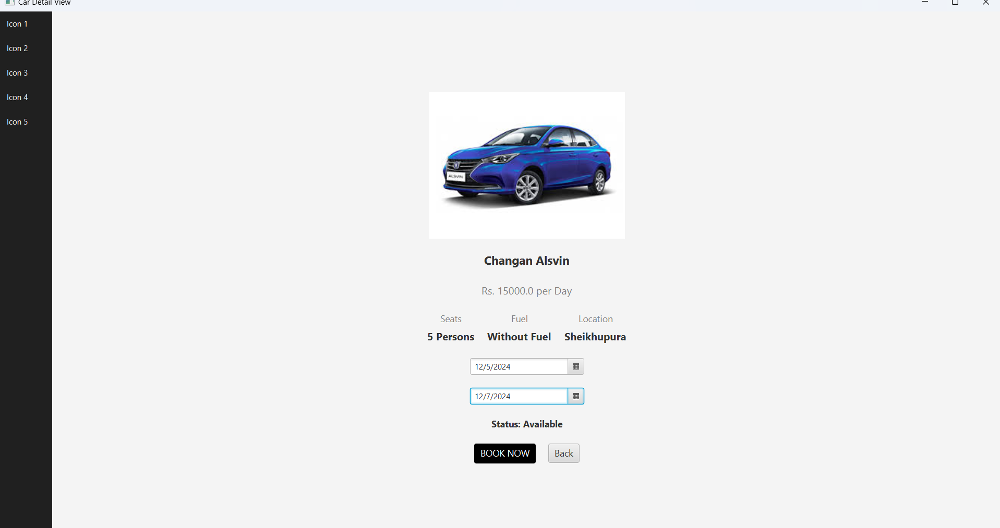 Car Detail View
Icon 1
Icon 2
Icon 3
Icon 4
Icon 5
ALSVIN
Changan Alsvin
Rs. 15000.0 per Day
Seats Fuel Location
5 Persons Without Fuel Sheikhupura
12/5/2024
12/7/2024
Status: Available
BOOK NOW Back